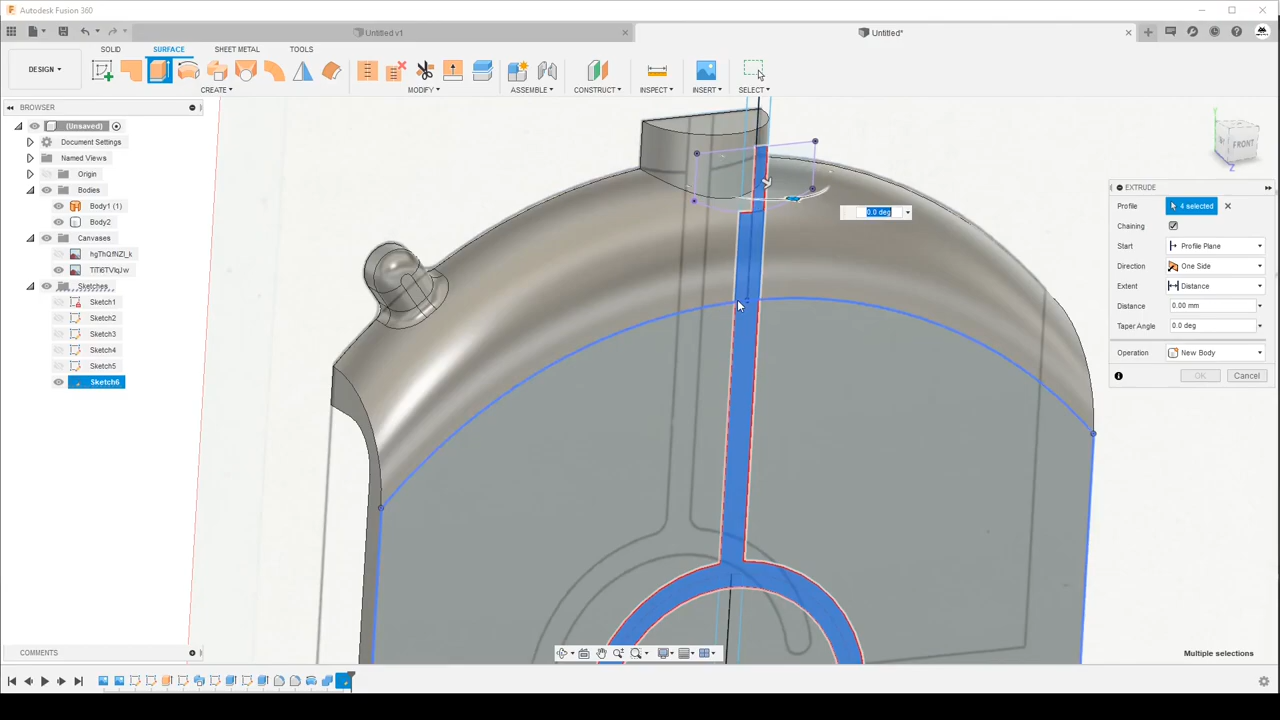 Autodesk Fusion 360
Untitled v1
Untitled*
SOLID
SURFACE
SHEET METAL
TOOLS
DESIGN
CREATE
MODIFY
ASSEMBLE
CONSTRUCT
INSPECT
INSERT
SELECT
BROWSER
(Unsaved)
Document Settings
Named Views
Origin
Bodies
Body1 (1)
Body2
Canvases
Sketches
Sketch1
Sketch2
Sketch3
Sketch4
Sketch5
Sketch6
Y
FRONT
Z
0.0 deg
EXTRUDE
Profile
4 selected
Chaining
Start
Profile Plane
Direction
One Side
Extent
Distance
Distance
0.00 mm
Taper Angle
0.0 deg
Operation
New Body
OK
Cancel
COMMENTS
Multiple selections